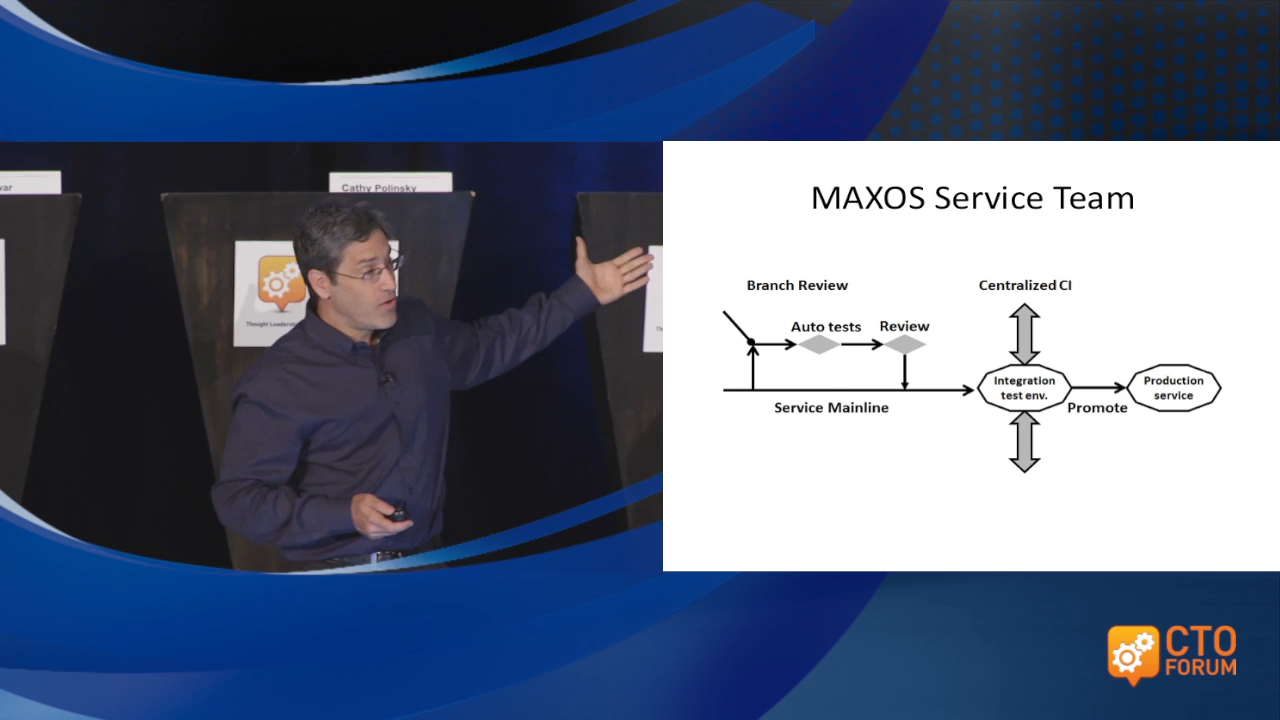 Cathy Polinsky
MAXOS Service Team
Branch Review
Centralized CI
Auto tests
Review
Integration
test env.
Production
service
Promote
Service Mainline
CTO
FORUM